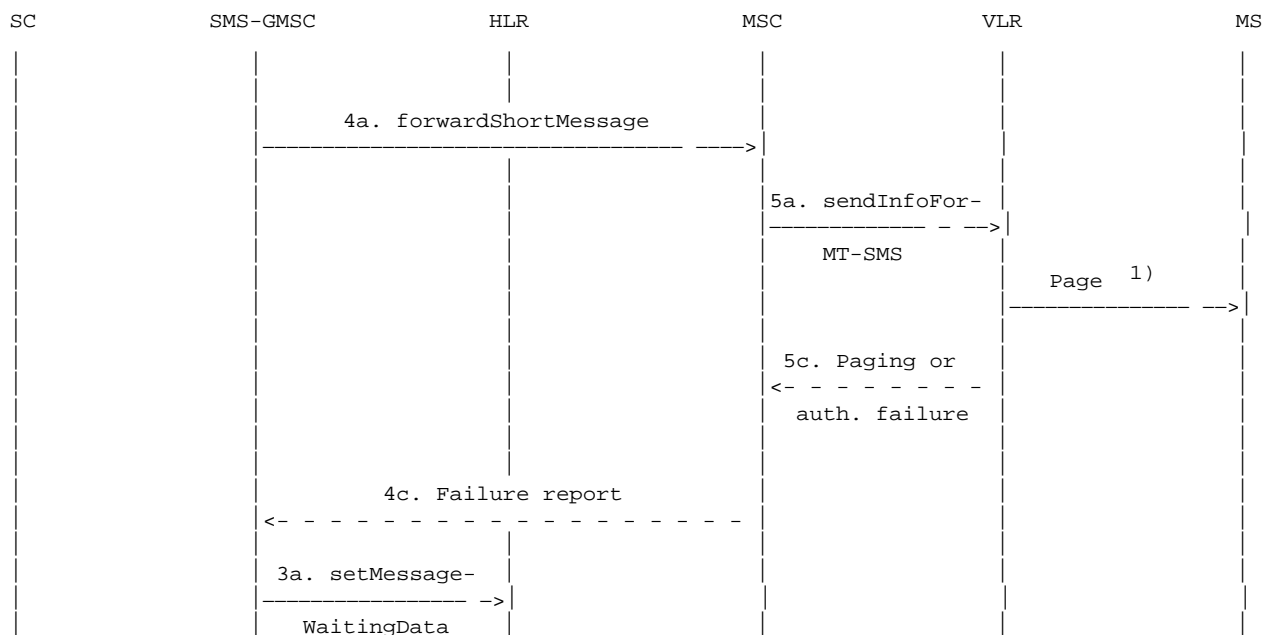 SC SMS-GMSC HLR MSC VLR MS
4a. forwardShortMessage
5a. sendInfoFor-
MT-SMS
Page 1)
5c. Paging or
auth. failure
4c. Failure report
3a. setMessage-
WaitingData